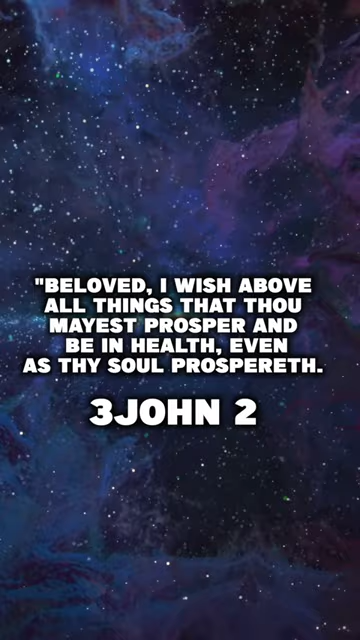 "BELOVED, I WISH ABOVE
ALL THINGS THAT THOU
MAYEST PROSPER AND
BE IN HEALTH, EVEN
AS THY SOUL PROSPERETH.
3JOHN 2